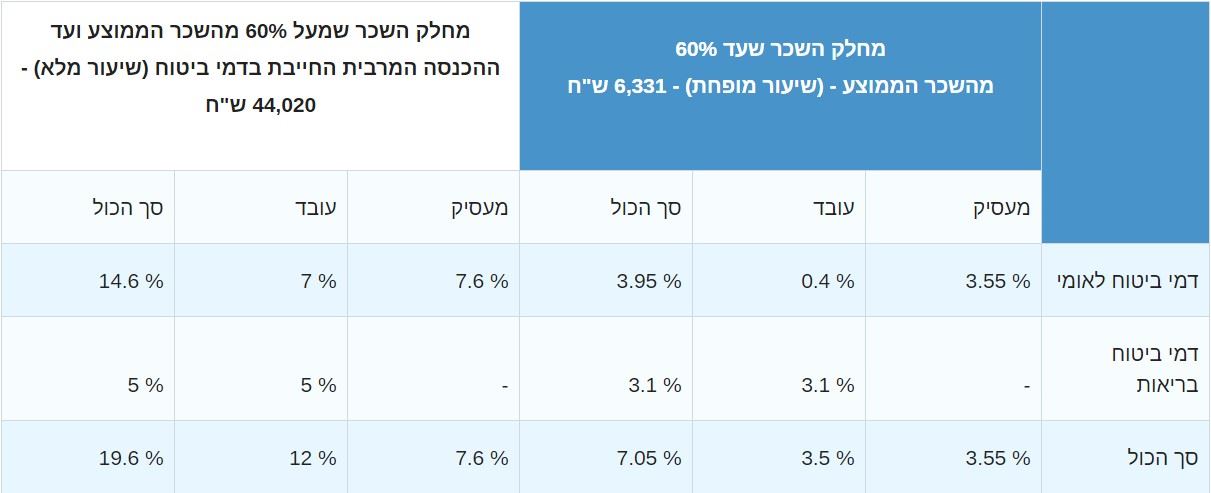 מחלק השכר שעד 60%
מהשכר הממוצע - (שיעור מופחת) - 6,331 ש"ח
מחלק השכר שמעל 60% מהשכר הממוצע ועד
ההכנסה המרבית החייבת בדמי ביטוח (שיעור מלא) -
44,020 ש"ח
מעסיק עובד סך הכול מעסיק עובד סך הכול
דמי ביטוח לאומי 3.55 % 0.4 % 3.95 % 7.6 % 7 % 14.6 %
דמי ביטוח
בריאות - 3.1 % 3.1 % - 5 % 5 %
סך הכול 3.55 % 3.5 % 7.05 % 7.6 % 12 % 19.6 %